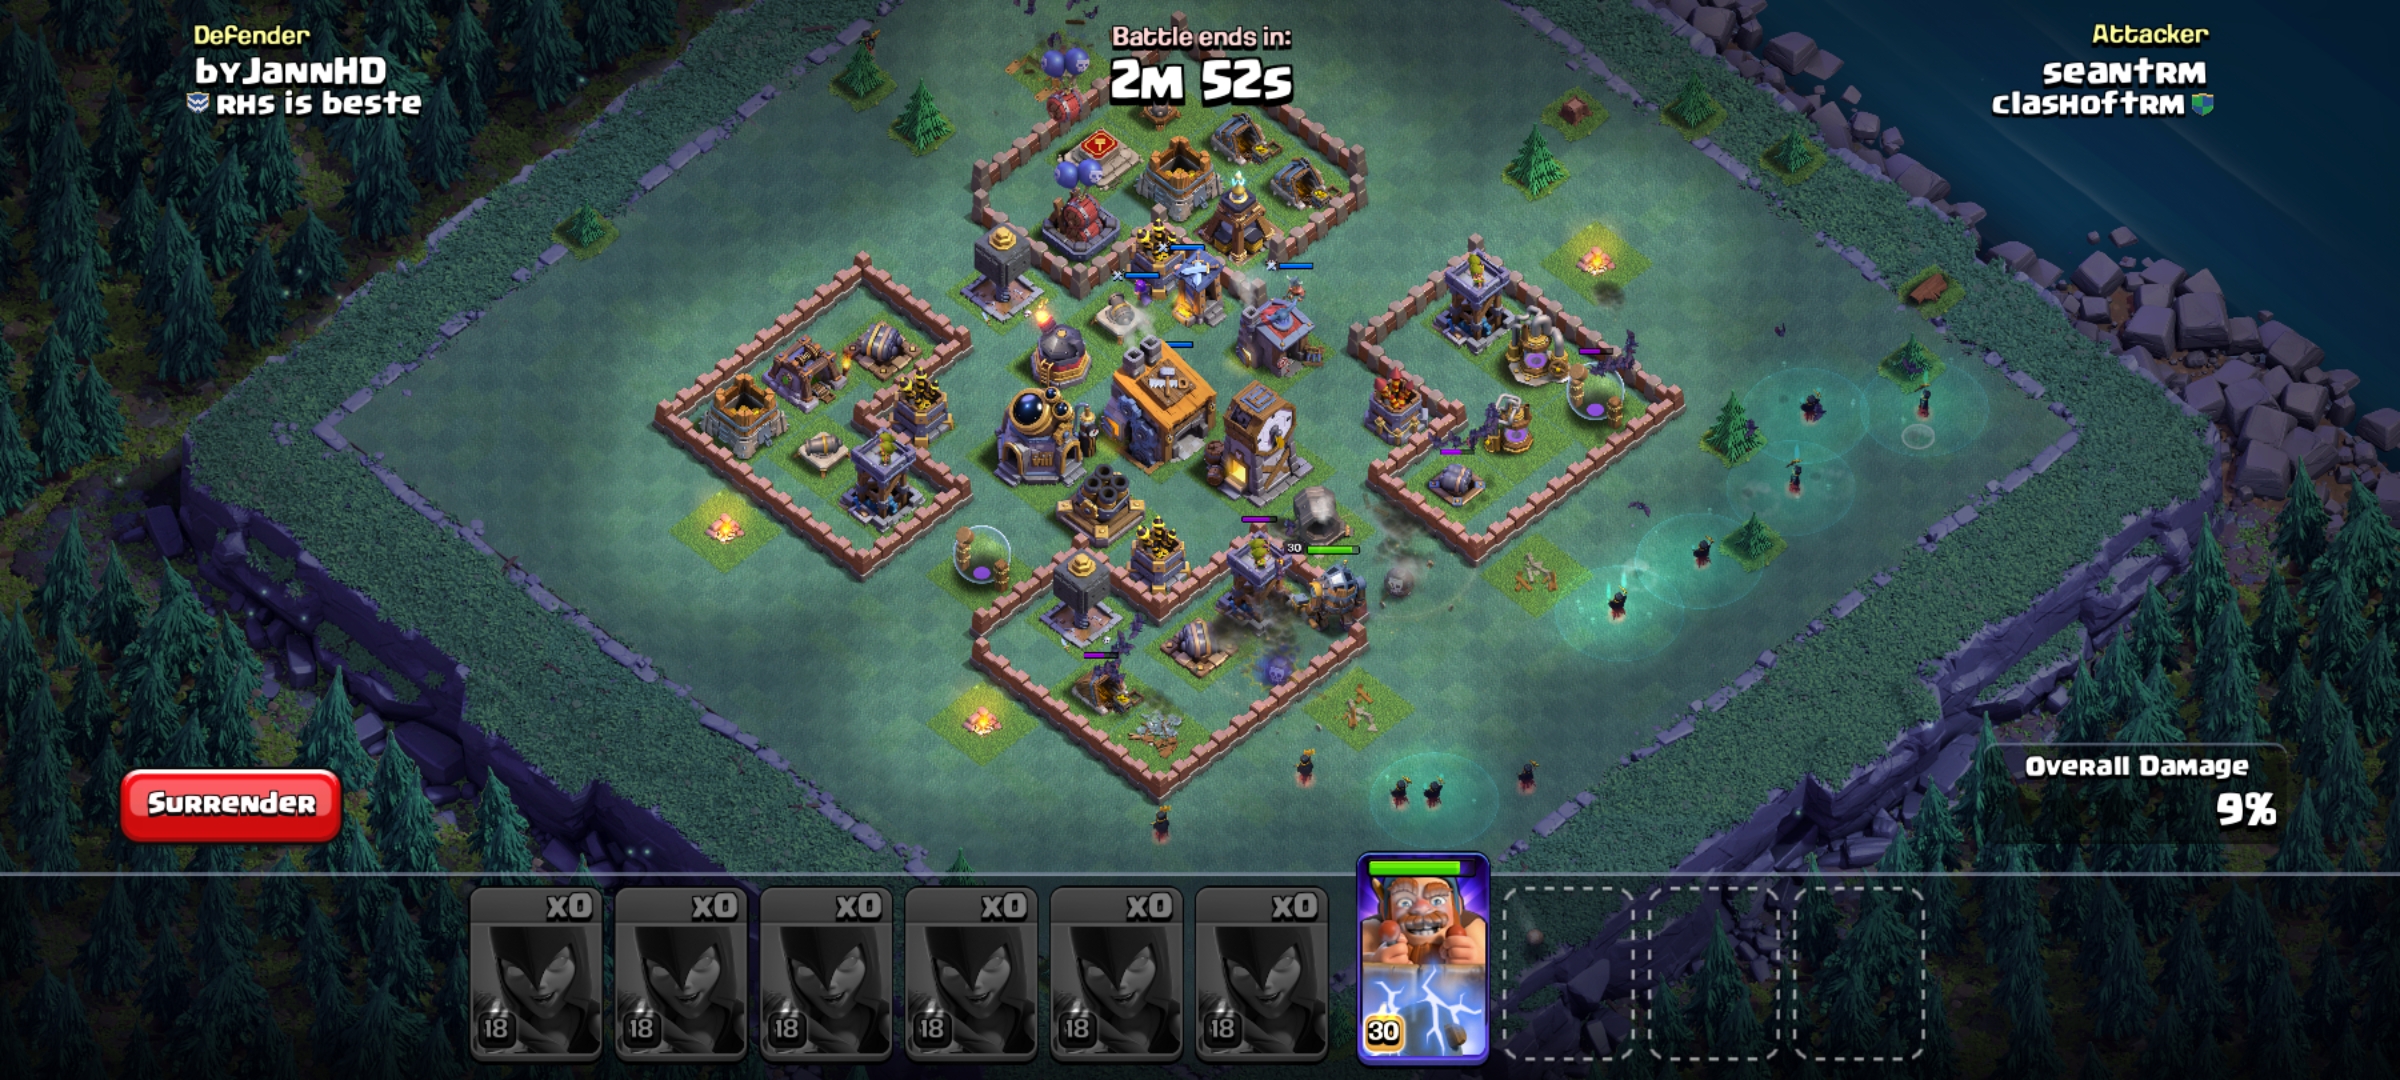 Defender
byJannHD
RHS is beste
Battle ends in:
2M 52s
Attacker
seantRM
clashoftRM
30
Surrender
Overall Damage
9%
x0
x0
x0
x0
x0
x0
18
18
18
18
18
18
30